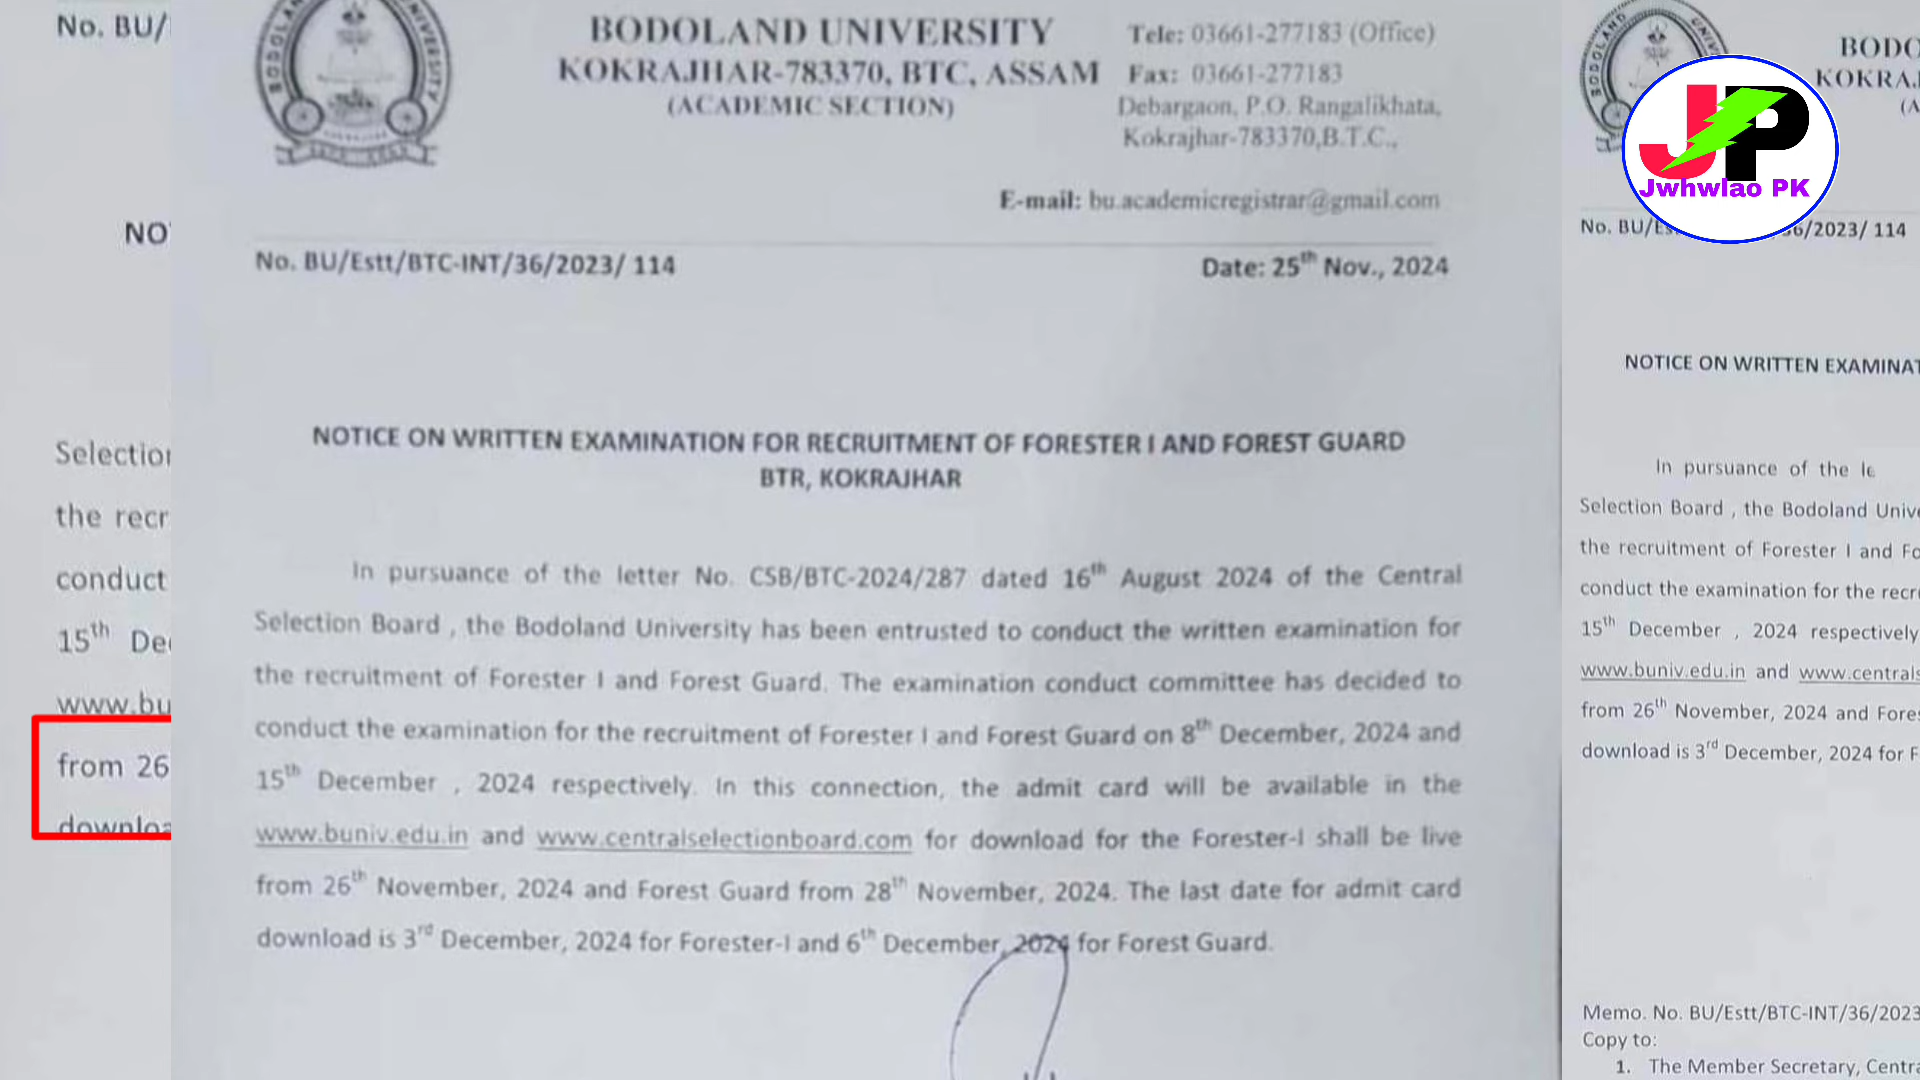 No. BU/
NO
Selection
the recr
conduct
15th Dec
www.bu
from 26
downloa
BODOLAND UNIVERSITY
KOKRAJHAR-783370, BTC, ASSAM
(ACADEMIC SECTION)
Tele: 03661-277183 (Office)
Fax: 03661-277183
Debargaon, P.O. Rangalikhata,
Kokrajhar-783370,B.T.C.,
E-mail: bu.academicregistrar@gmail.com
No. BU/Estt/BTC-INT/36/2023/ 114
Date: 25th Nov., 2024
NOTICE ON WRITTEN EXAMINATION FOR RECRUITMENT OF FORESTER I AND FOREST GUARD
BTR, KOKRAJHAR
In pursuance of the letter No. CSB/BTC-2024/287 dated 16th August 2024 of the Central
Selection Board , the Bodoland University has been entrusted to conduct the written examination for
the recruitment of Forester I and Forest Guard. The examination conduct committee has decided to
conduct the examination for the recruitment of Forester I and Forest Guard on 8th December, 2024 and
15th December , 2024 respectively. In this connection, the admit card will be available in the
www.buniv.edu.in and www.centralselectionboard.com for download for the Forester-I shall be live
from 26th November, 2024 and Forest Guard from 28th November, 2024. The last date for admit card
download is 3rd December, 2024 for Forester-I and 6th December, 2024 for Forest Guard.
BODO
KOKRAJ
(A
JP
Jwhwlao PK
No. BU/Es 36/2023/ 114
NOTICE ON WRITTEN EXAMINAT
In pursuance of the le
Selection Board , the Bodoland Unive
the recruitment of Forester I and Fo
conduct the examination for the recru
15th December , 2024 respectively
www.buniv.edu.in and www.centrals
from 26th November, 2024 and Fores
download is 3rd December, 2024 for F
Memo. No. BU/Estt/BTC-INT/36/2023
Copy to:
1. The Member Secretary, Centra